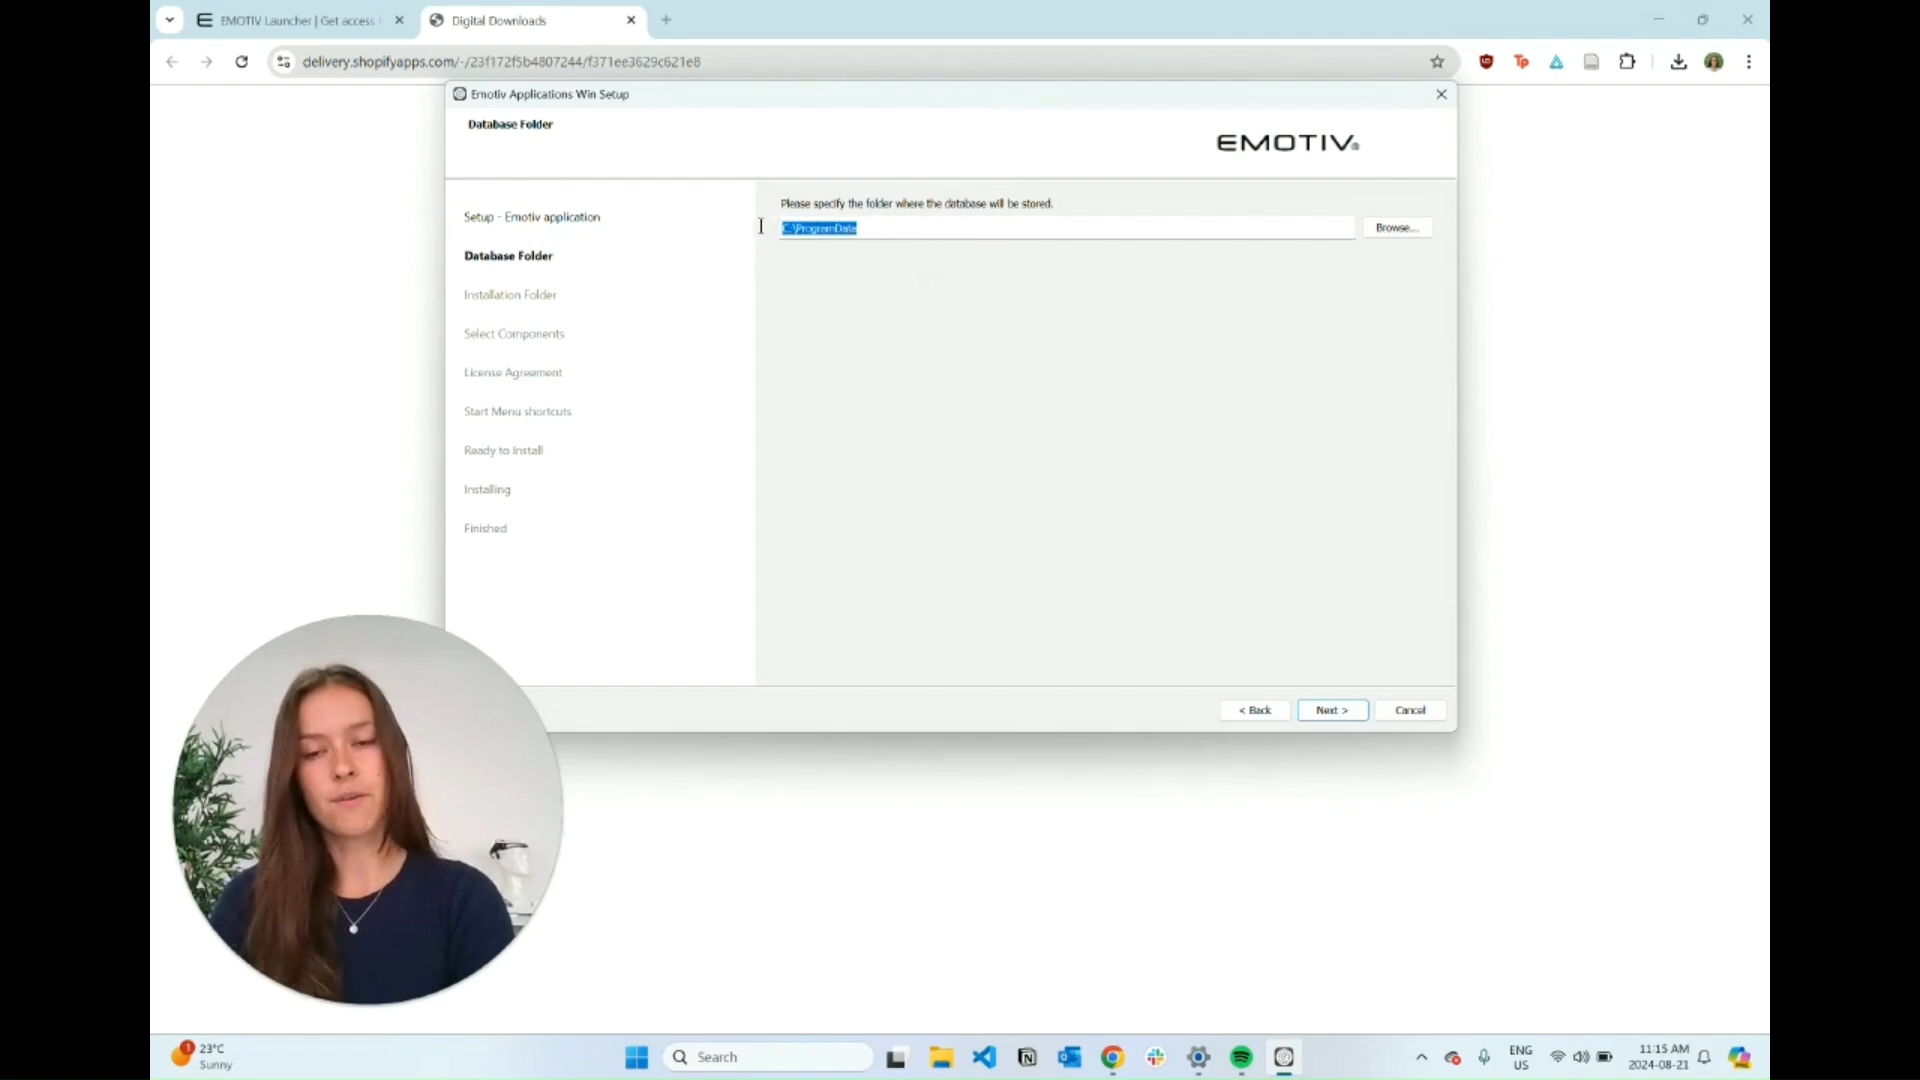 EMOTIV Launcher | Get access
Digital Downloads
delivery.shopifyapps.com/-/23f172f5b4807244/f371ee3629c621e8
Emotiv Applications Win Setup
Database Folder
EMOTIV
Please specify the folder where the database will be stored.
C:\ProgramData
Browse...
Setup - Emotiv application
Database Folder
Installation Folder
Select Components
License Agreement
Start Menu shortcuts
Ready to Install
Installing
Finished
< Back
Next >
Cancel
1
23°C
Sunny
Search
ENG
US
11:15 AM
2024-08-21